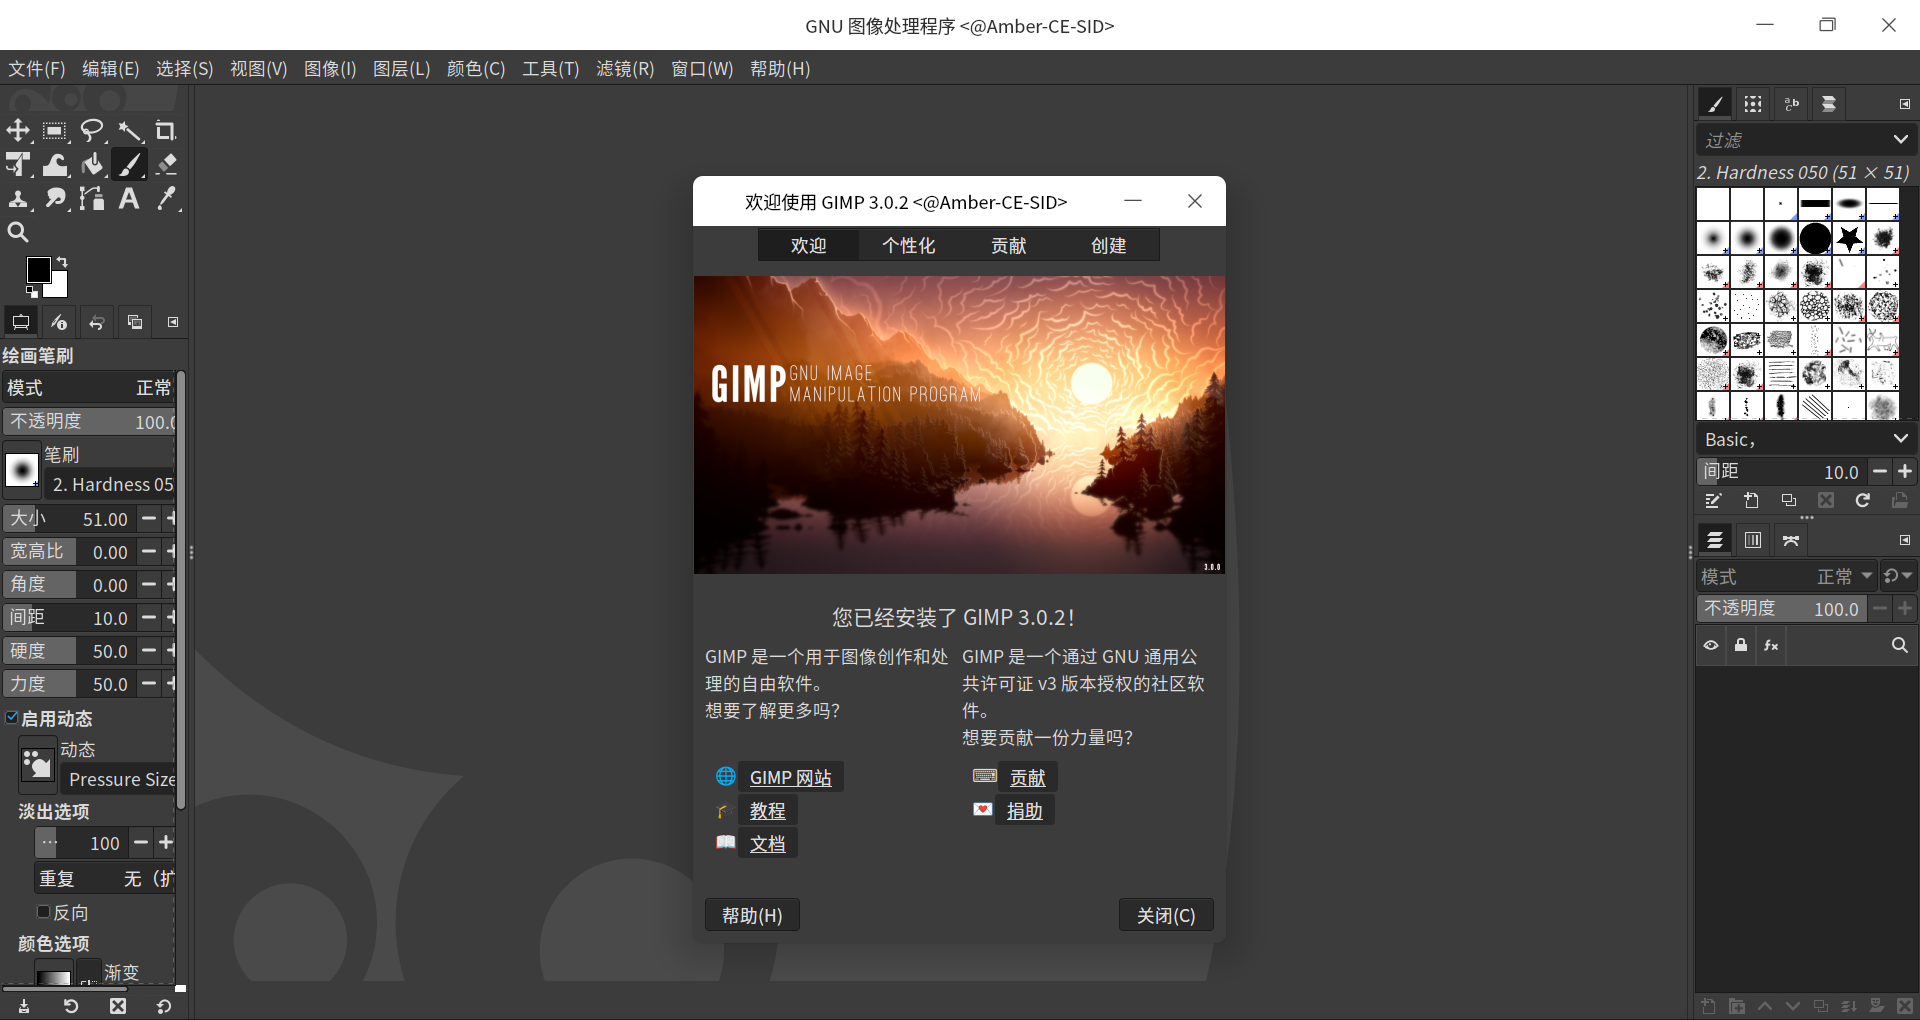 GNU 图像处理程序 <@Amber-CE-SID>
文件(F) 编辑(E) 选择(S) 视图(V) 图像(I) 图层(L) 颜色(C) 工具(T) 滤镜(R) 窗口(W) 帮助(H)
绘画笔刷
模式 正常
不透明度 100.0
笔刷
2. Hardness 05
大小 51.00
宽高比 0.00
角度 0.00
间距 10.0
硬度 50.0
力度 50.0
启用动态
动态
Pressure Size
淡出选项
… 100
重复 无（扩
反向
颜色选项
渐变
欢迎使用 GIMP 3.0.2 <@Amber-CE-SID>
欢迎 个性化 贡献 创建
GIMP GNU IMAGE
MANIPULATION PROGRAM
3.0.0
您已经安装了 GIMP 3.0.2！
GIMP 是一个用于图像创作和处
理的自由软件。
想要了解更多吗？
GIMP 网站
教程
文档
GIMP 是一个通过 GNU 通用公
共许可证 v3 版本授权的社区软
件。
想要贡献一份力量吗？
贡献
捐助
帮助(H) 关闭(C)
过滤
2. Hardness 050 (51 × 51)
Basic，
间距 10.0
模式 正常
不透明度 100.0